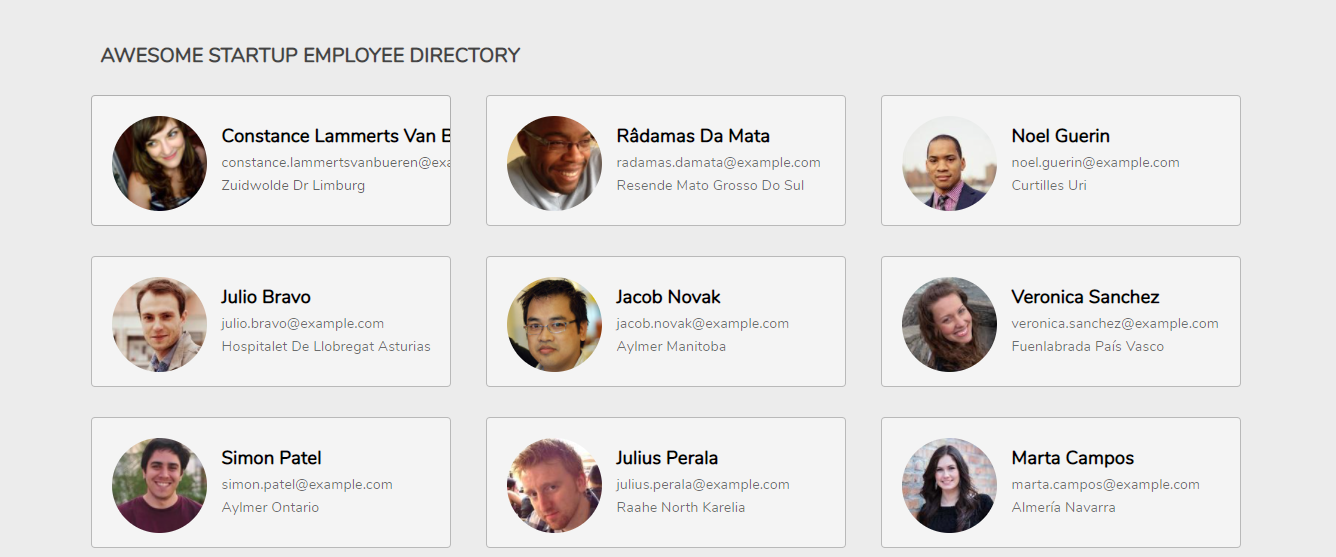 AWESOME STARTUP EMPLOYEE DIRECTORY
Constance Lammerts Van
constance.lammertsvanbueren@exa
Zuidwolde Dr Limburg
Râdamas Da Mata
radamas.damata@example.com
Resende Mato Grosso Do Sul
Noel Guerin
noel.guerin@example.com
Curtilles Uri
Julio Bravo
julio.bravo@example.com
Hospitalet De Llobregat Asturias
Jacob Novak
jacob.novak@example.com
Aylmer Manitoba
Veronica Sanchez
veronica.sanchez@example.com
Fuenlabrada País Vasco
Simon Patel
simon.patel@example.com
Aylmer Ontario
Julius Perala
julius.perala@example.com
Raahe North Karelia
Marta Campos
marta.campos@example.com
Almería Navarra